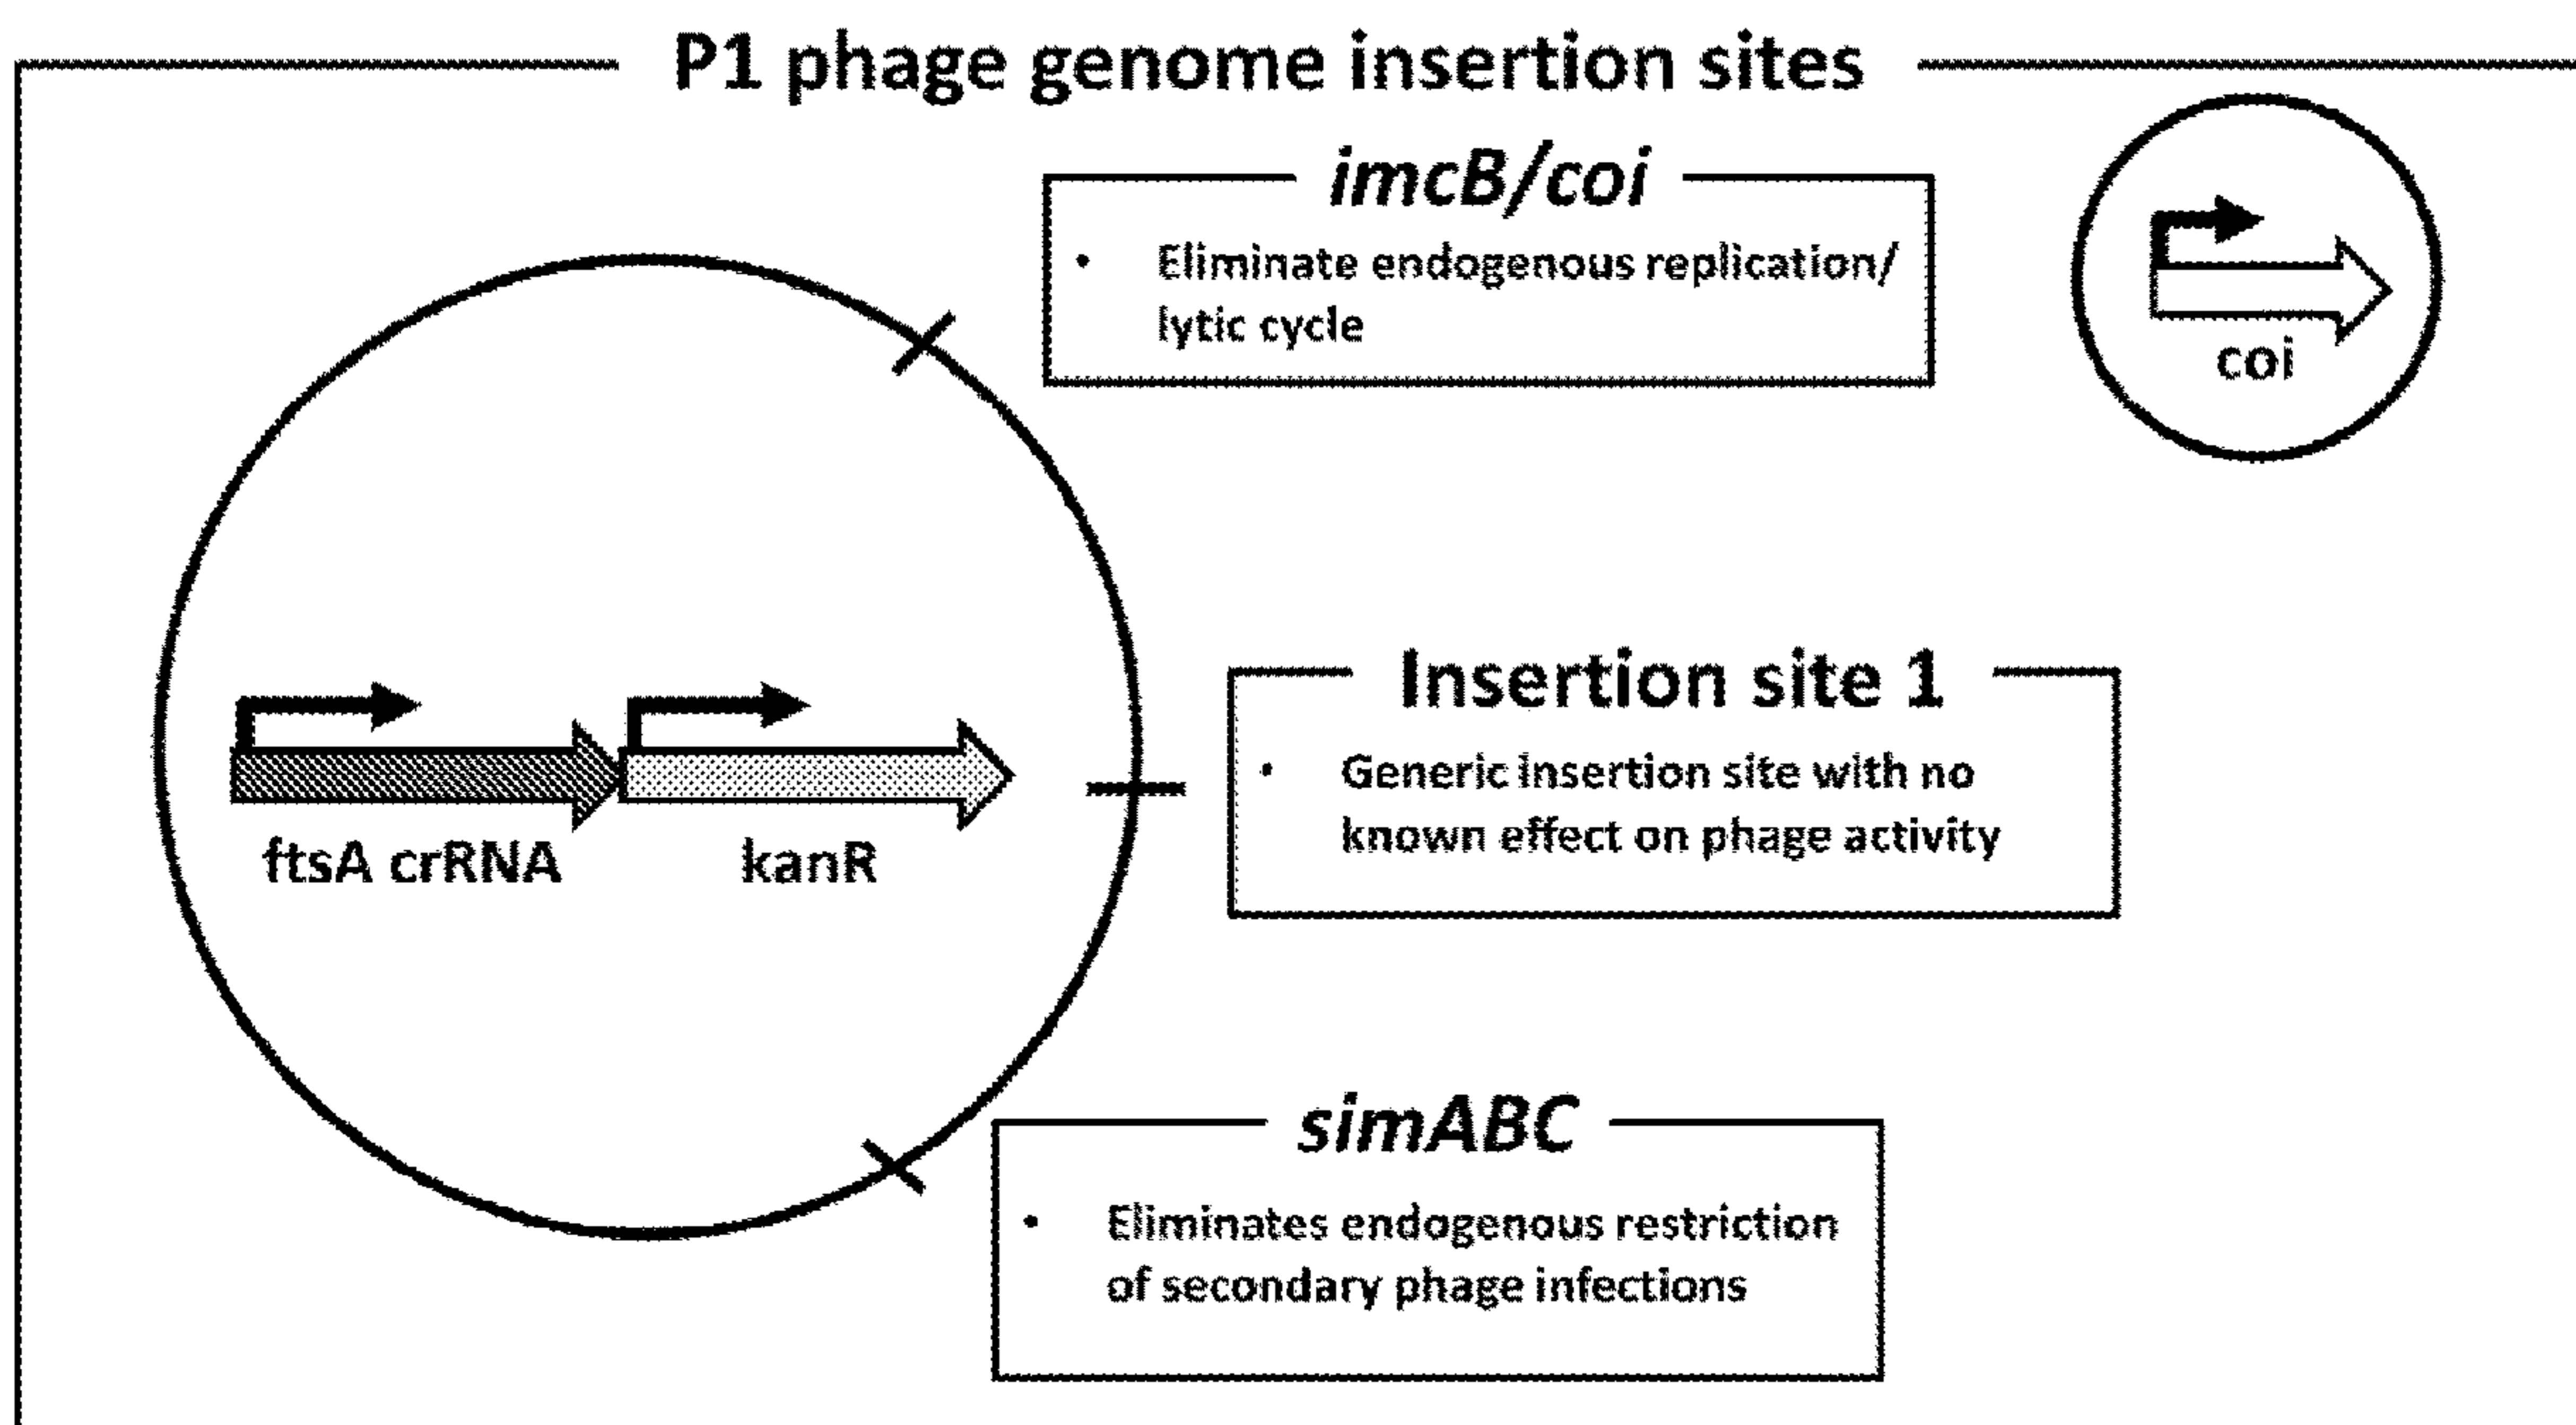 P1 phage genome insertion sites
imcB/coi
• Eliminate endogenous replication/
lytic cycle
coi
Insertion site 1
• Generic insertion site with no
known effect on phage activity
ftsA crRNA
kanR
simABC
• Eliminates endogenous restriction
of secondary phage infections